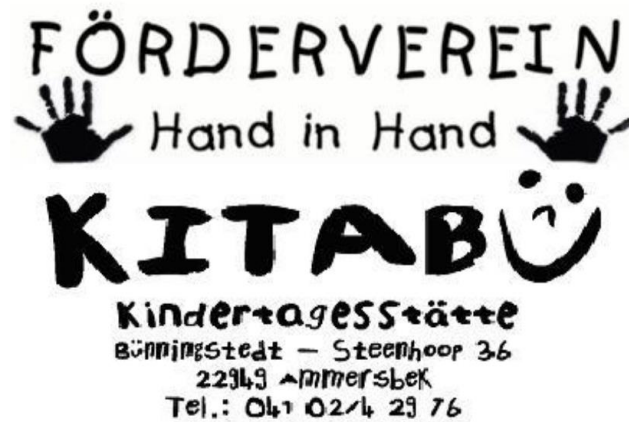 FÖRDERVEREIN
Hand in Hand
KITABÜ
Kindertagesstätte
Bünningstedt – Steenhoop 36
22949 Ammersbek
Tel.: 041 02/4 29 76